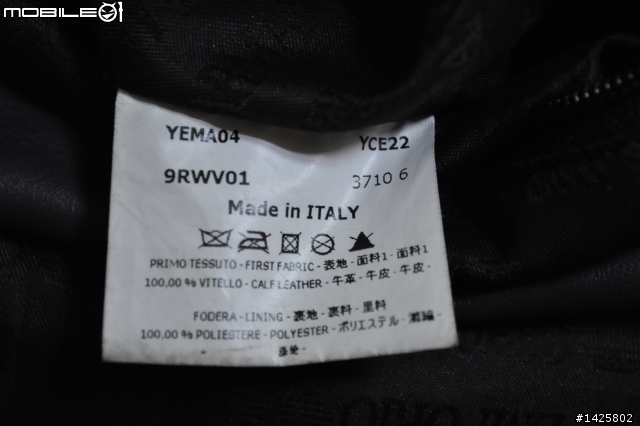 MOBILE01
YEMA04 YCE22
9RWV01 3710 6
Made in ITALY
PRIMO TESSUTO - FIRST FABRIC - 表地 - 面料1 - 面料1
100,00 % VITELLO - CALF LEATHER - 牛革 - 牛皮 - 牛皮 -
FODERA - LINING - 裏地 - 裏料 - 里料
100,00 % POLIESTERE - POLYESTER - ポリエステル -
#1425802